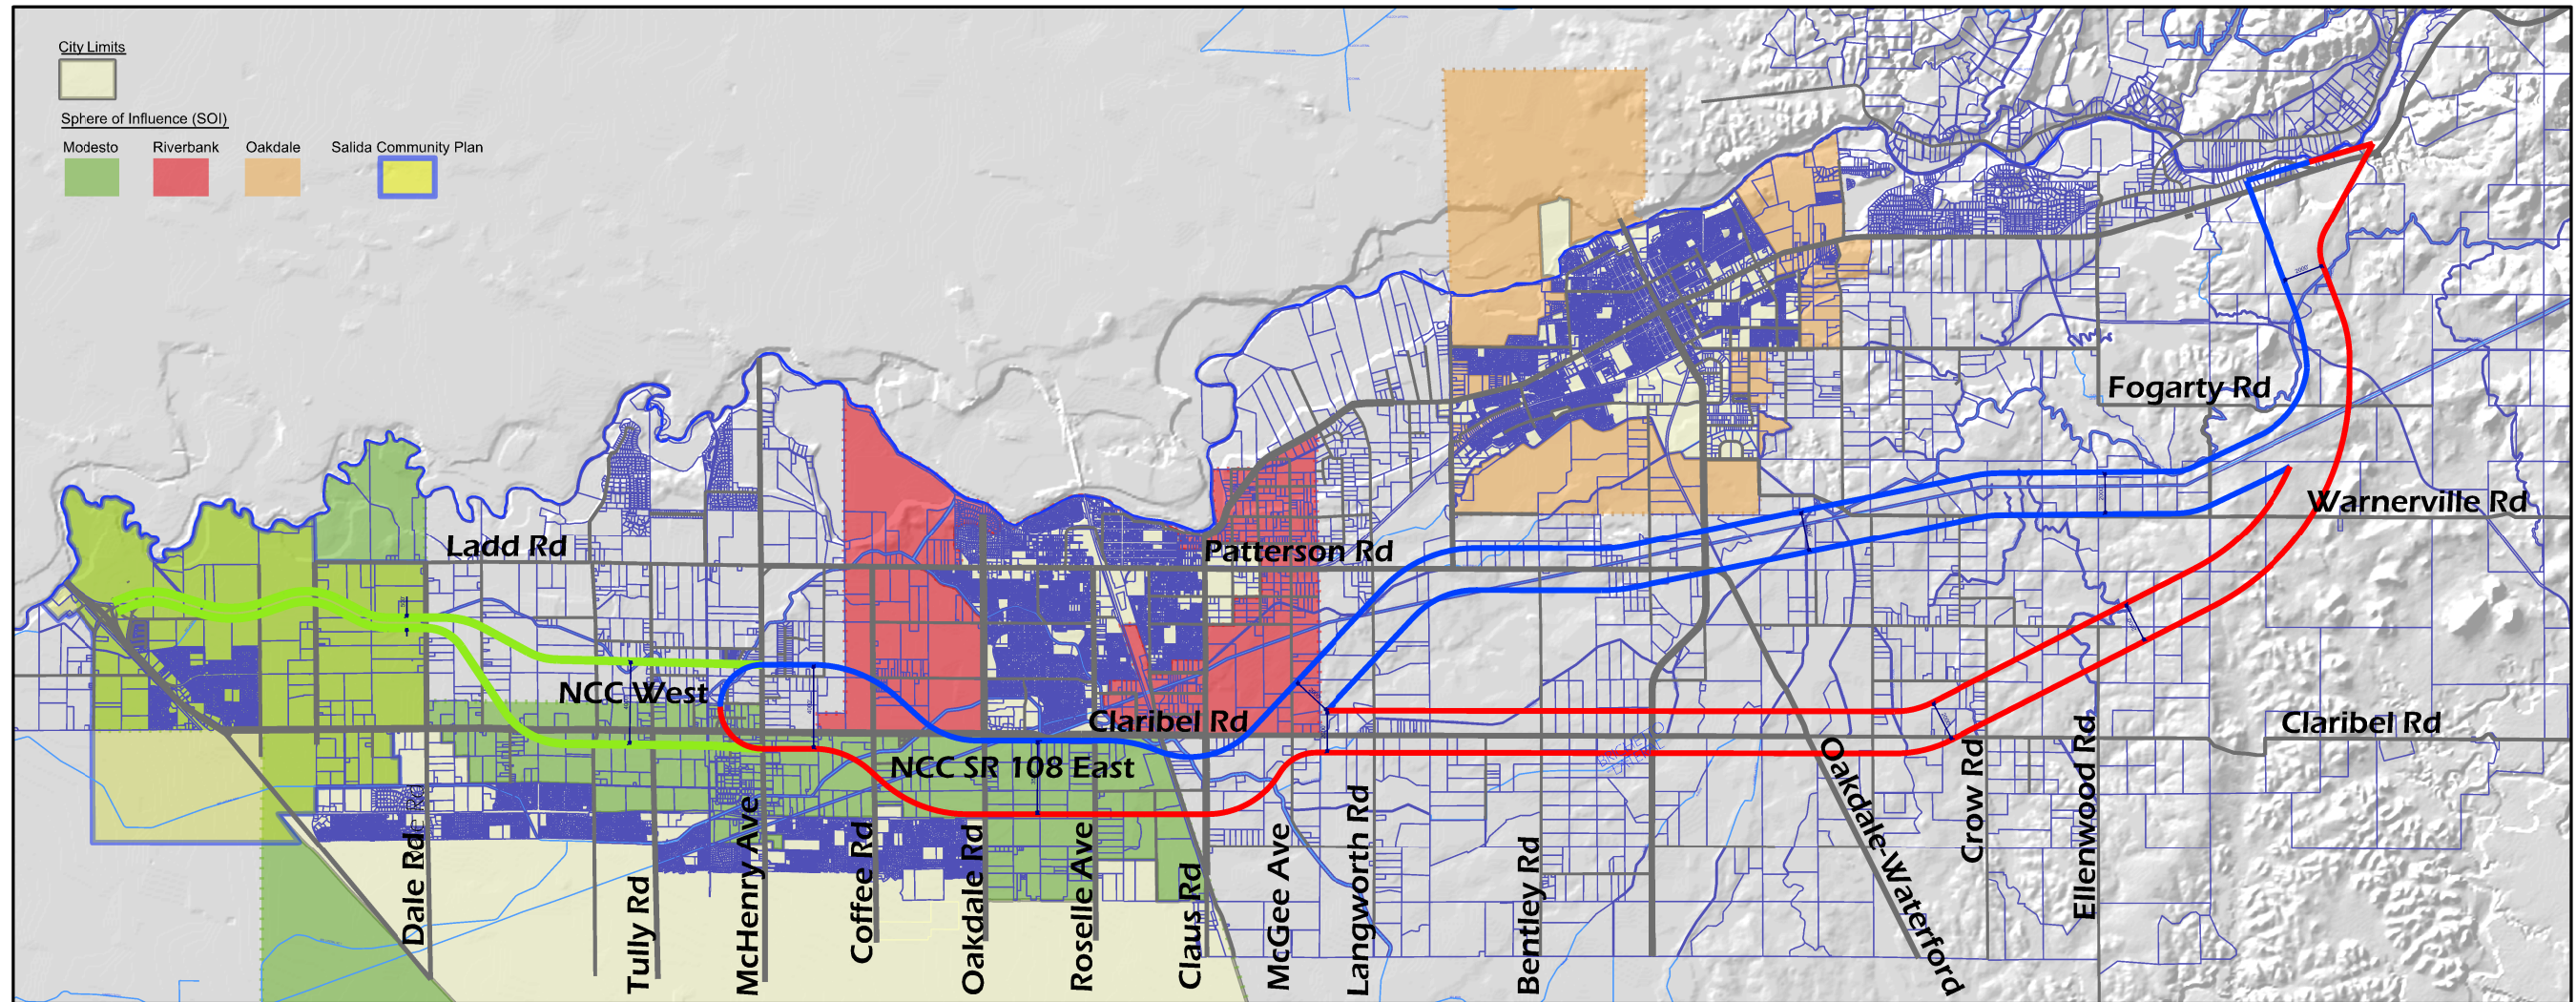 City Limits
Sphere of Influence (SOI)
Modesto Riverbank Oakdale Salida Community Plan
Fogarty Rd
Warnerville Rd
Ladd Rd
Patterson Rd
NCC West
Claribel Rd
Claribel Rd
NCC SR 108 East
Dale Rd
Tully Rd
McHenry Ave
Coffee Rd
Oakdale Rd
Roselle Ave
Claus Rd
McGee Ave
Langworth Rd
Bentley Rd
Oakdale-Waterford
Crow Rd
Ellenwood Rd
2000'